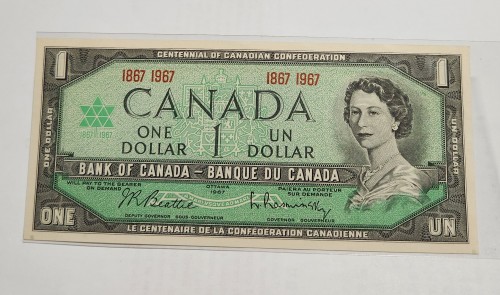 CENTENNIAL OF CANADIAN CONFEDERATION
1 1867 1967 1867 1967 1
CANADA
1867 1967
ONE DOLLAR
ONE 1 UN
DOLLAR DOLLAR
UN DOLLAR
BANK OF CANADA - BANQUE DU CANADA
WILL PAY TO THE BEARER OTTAWA PAIERA AU PORTEUR
ON DEMAND 1967 SUR DEMANDE
J.R. Beattie L. Rasminsky
DEPUTY GOVERNOR SOUS-GOUVERNEUR GOVERNOR GOUVERNEUR
ONE UN
LE CENTENAIRE DE LA CONFÉDÉRATION CANADIENNE